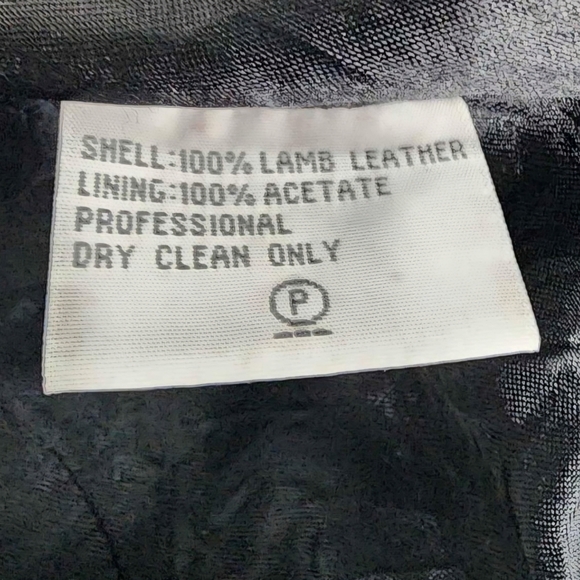 SHELL:100% LAMB LEATHER
LINING:100% ACETATE
PROFESSIONAL
DRY CLEAN ONLY
P